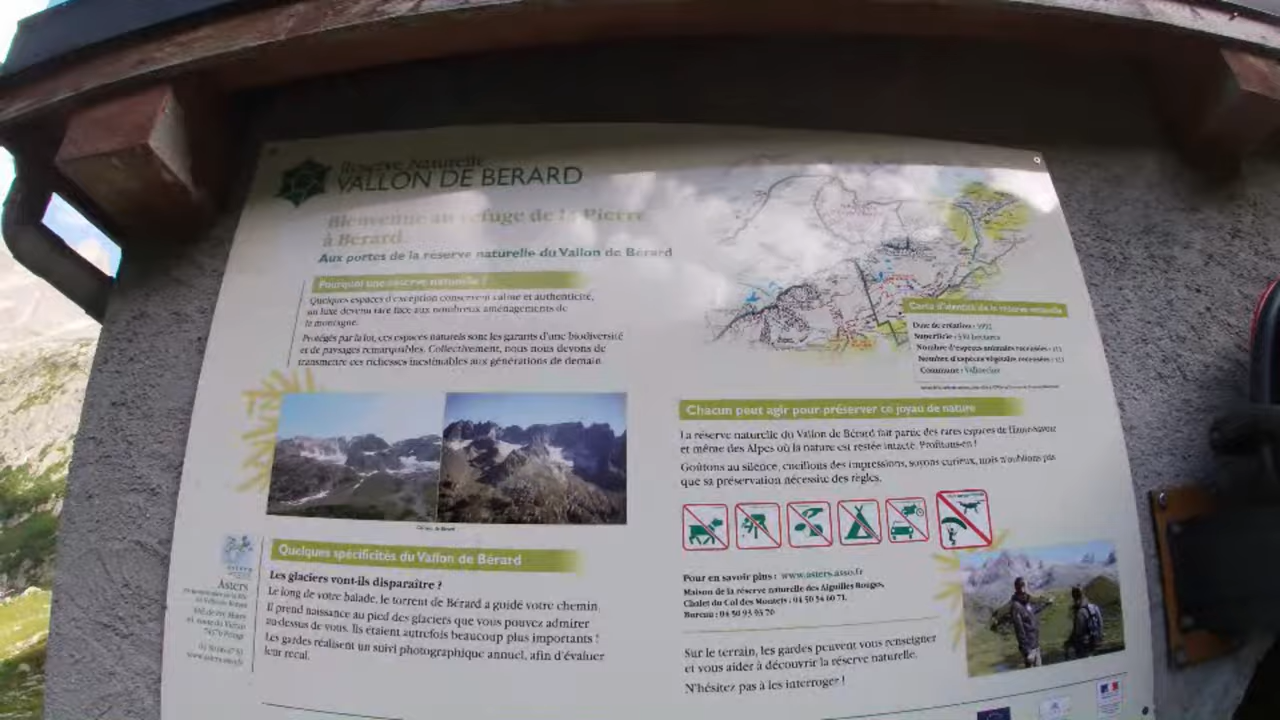 Réserve Naturelle
VALLON DE BERARD
Bienvenue au refuge de la Pierre
à Berard
Aux portes de la réserve naturelle du Vallon de Bérard
Pourquoi une réserve naturelle ?
Quelques espaces d'exception conservent calme et authenticité,
un luxe devenu rare face aux nombreux aménagements de
la montagne.
Protégés par la loi, ces espaces naturels sont les garants d'une biodiversité
et de paysages remarquables. Collectivement, nous nous devons de
transmettre ces richesses inestimables aux générations de demain.
Quelques spécificités du Vallon de Bérard
Les glaciers vont-ils disparaître ?
Le long de votre balade, le torrent de Bérard a guidé votre chemin.
Il prend naissance au pied des glaciers que vous pouvez admirer
au-dessus de vous. Ils étaient autrefois beaucoup plus importants !
Les gardes réalisent un suivi photographique annuel, afin d'évaluer
leur recul.
asters
Asters
www.asters.asso.fr
Carte d'identité de la réserve naturelle
Date de création : 1992
Superficie :
Nombre d'espèces animales recensées :
Nombre d'espèces végétales recensées :
Commune : Vallorcine
Chacun peut agir pour préserver ce joyau de nature
La réserve naturelle du Vallon de Bérard fait partie des rares espaces de Haute-Savoie
et même des Alpes où la nature est restée intacte. Profitons-en !
Goûtons au silence, cueillons des impressions, soyons curieux, mais n'oublions pas
que sa préservation nécessite des règles.
Pour en savoir plus : www.asters.asso.fr
Maison de la réserve naturelle des Aiguilles Rouges,
Chalet du Col des Montets : 04 50 54 60 71.
Bureau :
Sur le terrain, les gardes peuvent vous renseigner
et vous aider à découvrir la réserve naturelle.
N'hésitez pas à les interroger !